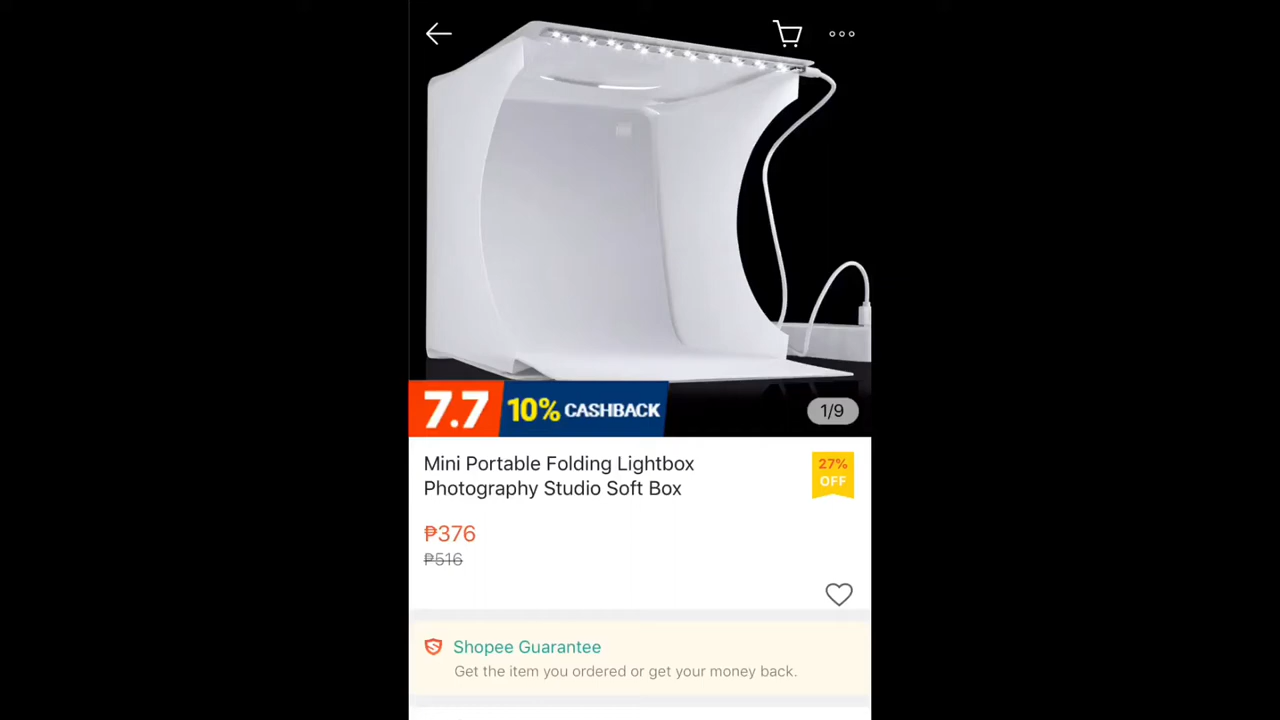 7.7 10% CASHBACK
1/9
Mini Portable Folding Lightbox
Photography Studio Soft Box
27%
OFF
₱376
₱516
Shopee Guarantee
Get the item you ordered or get your money back.